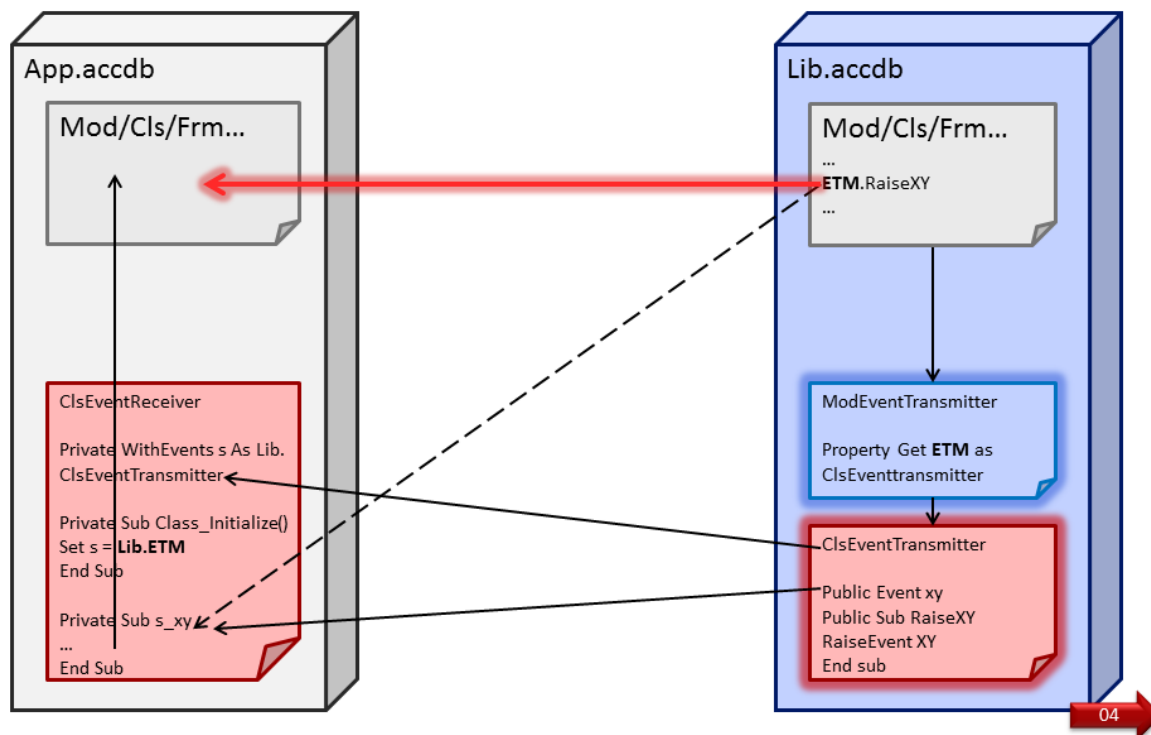 App.accdb
Mod/Cls/Frm...
ClsEventReceiver
Private WithEvents s As Lib.
ClsEventTransmitter
Private Sub Class_Initialize()
Set s = Lib.ETM
End Sub
Private Sub s_xy
...
End Sub
Lib.accdb
Mod/Cls/Frm...
...
ETM.RaiseXY
...
ModEventTransmitter
Property Get ETM as
ClsEventtransmitter
ClsEventTransmitter
Public Event xy
Public Sub RaiseXY
RaiseEvent XY
End sub
04